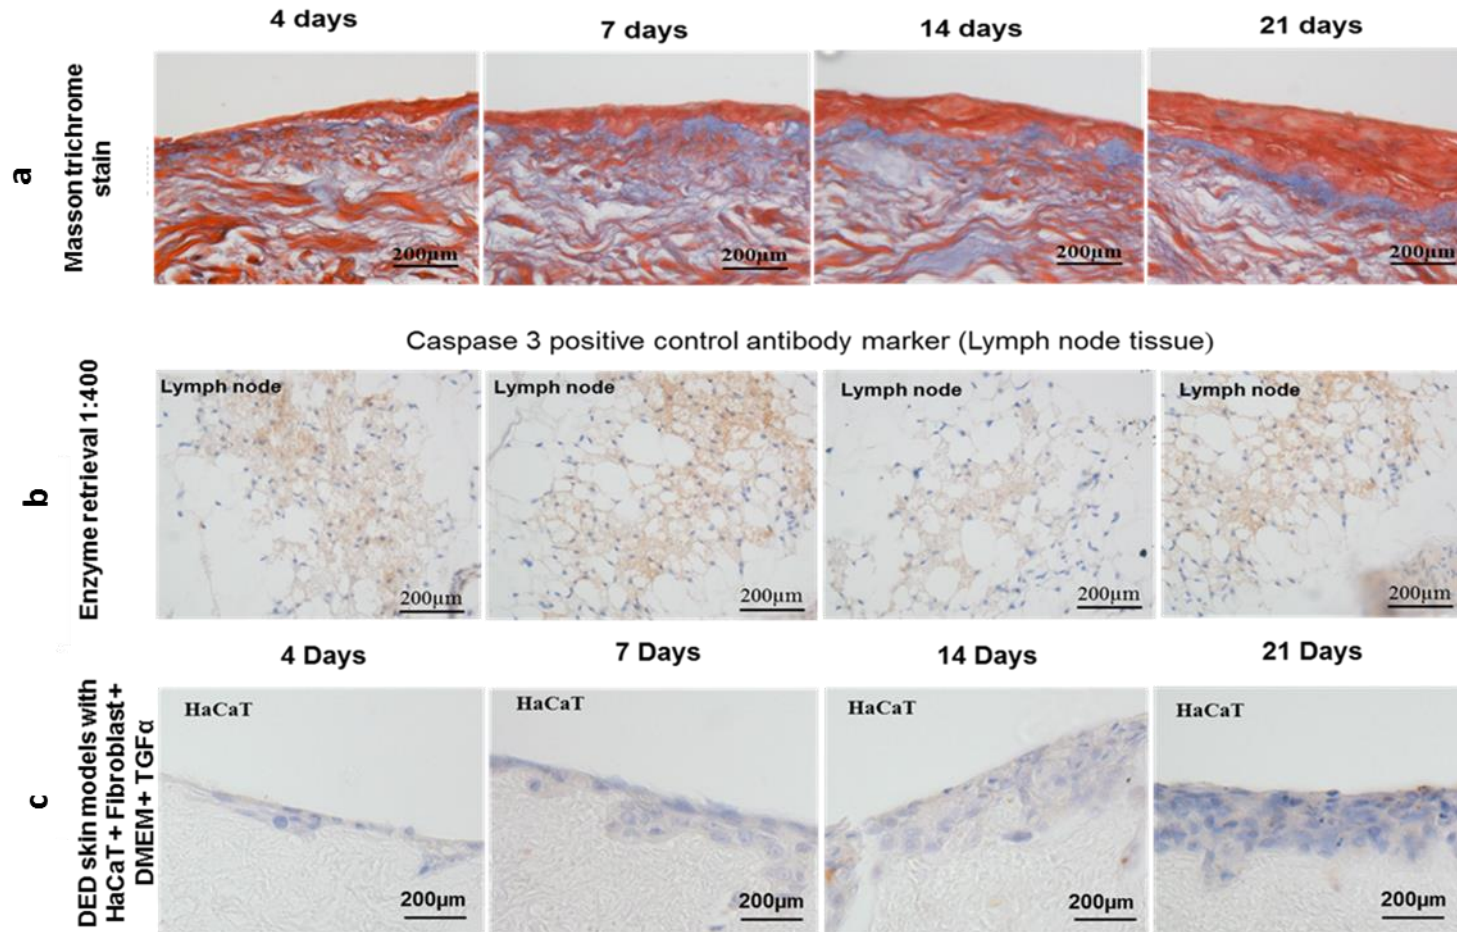 4 days
7 days
14 days
21 days
a
Masson trichrome
stain
200µm
200µm
200µm
200µm
Caspase 3 positive control antibody marker (Lymph node tissue)
b
Enzyme retrieval 1:400
Lymph node
Lymph node
Lymph node
Lymph node
200µm
200µm
200µm
200µm
4 Days
7 Days
14 Days
21 Days
c
DED skin models with
HaCaT + Fibroblast +
DMEM+ TGFα
HaCaT
HaCaT
HaCaT
HaCaT
200µm
200µm
200µm
200µm